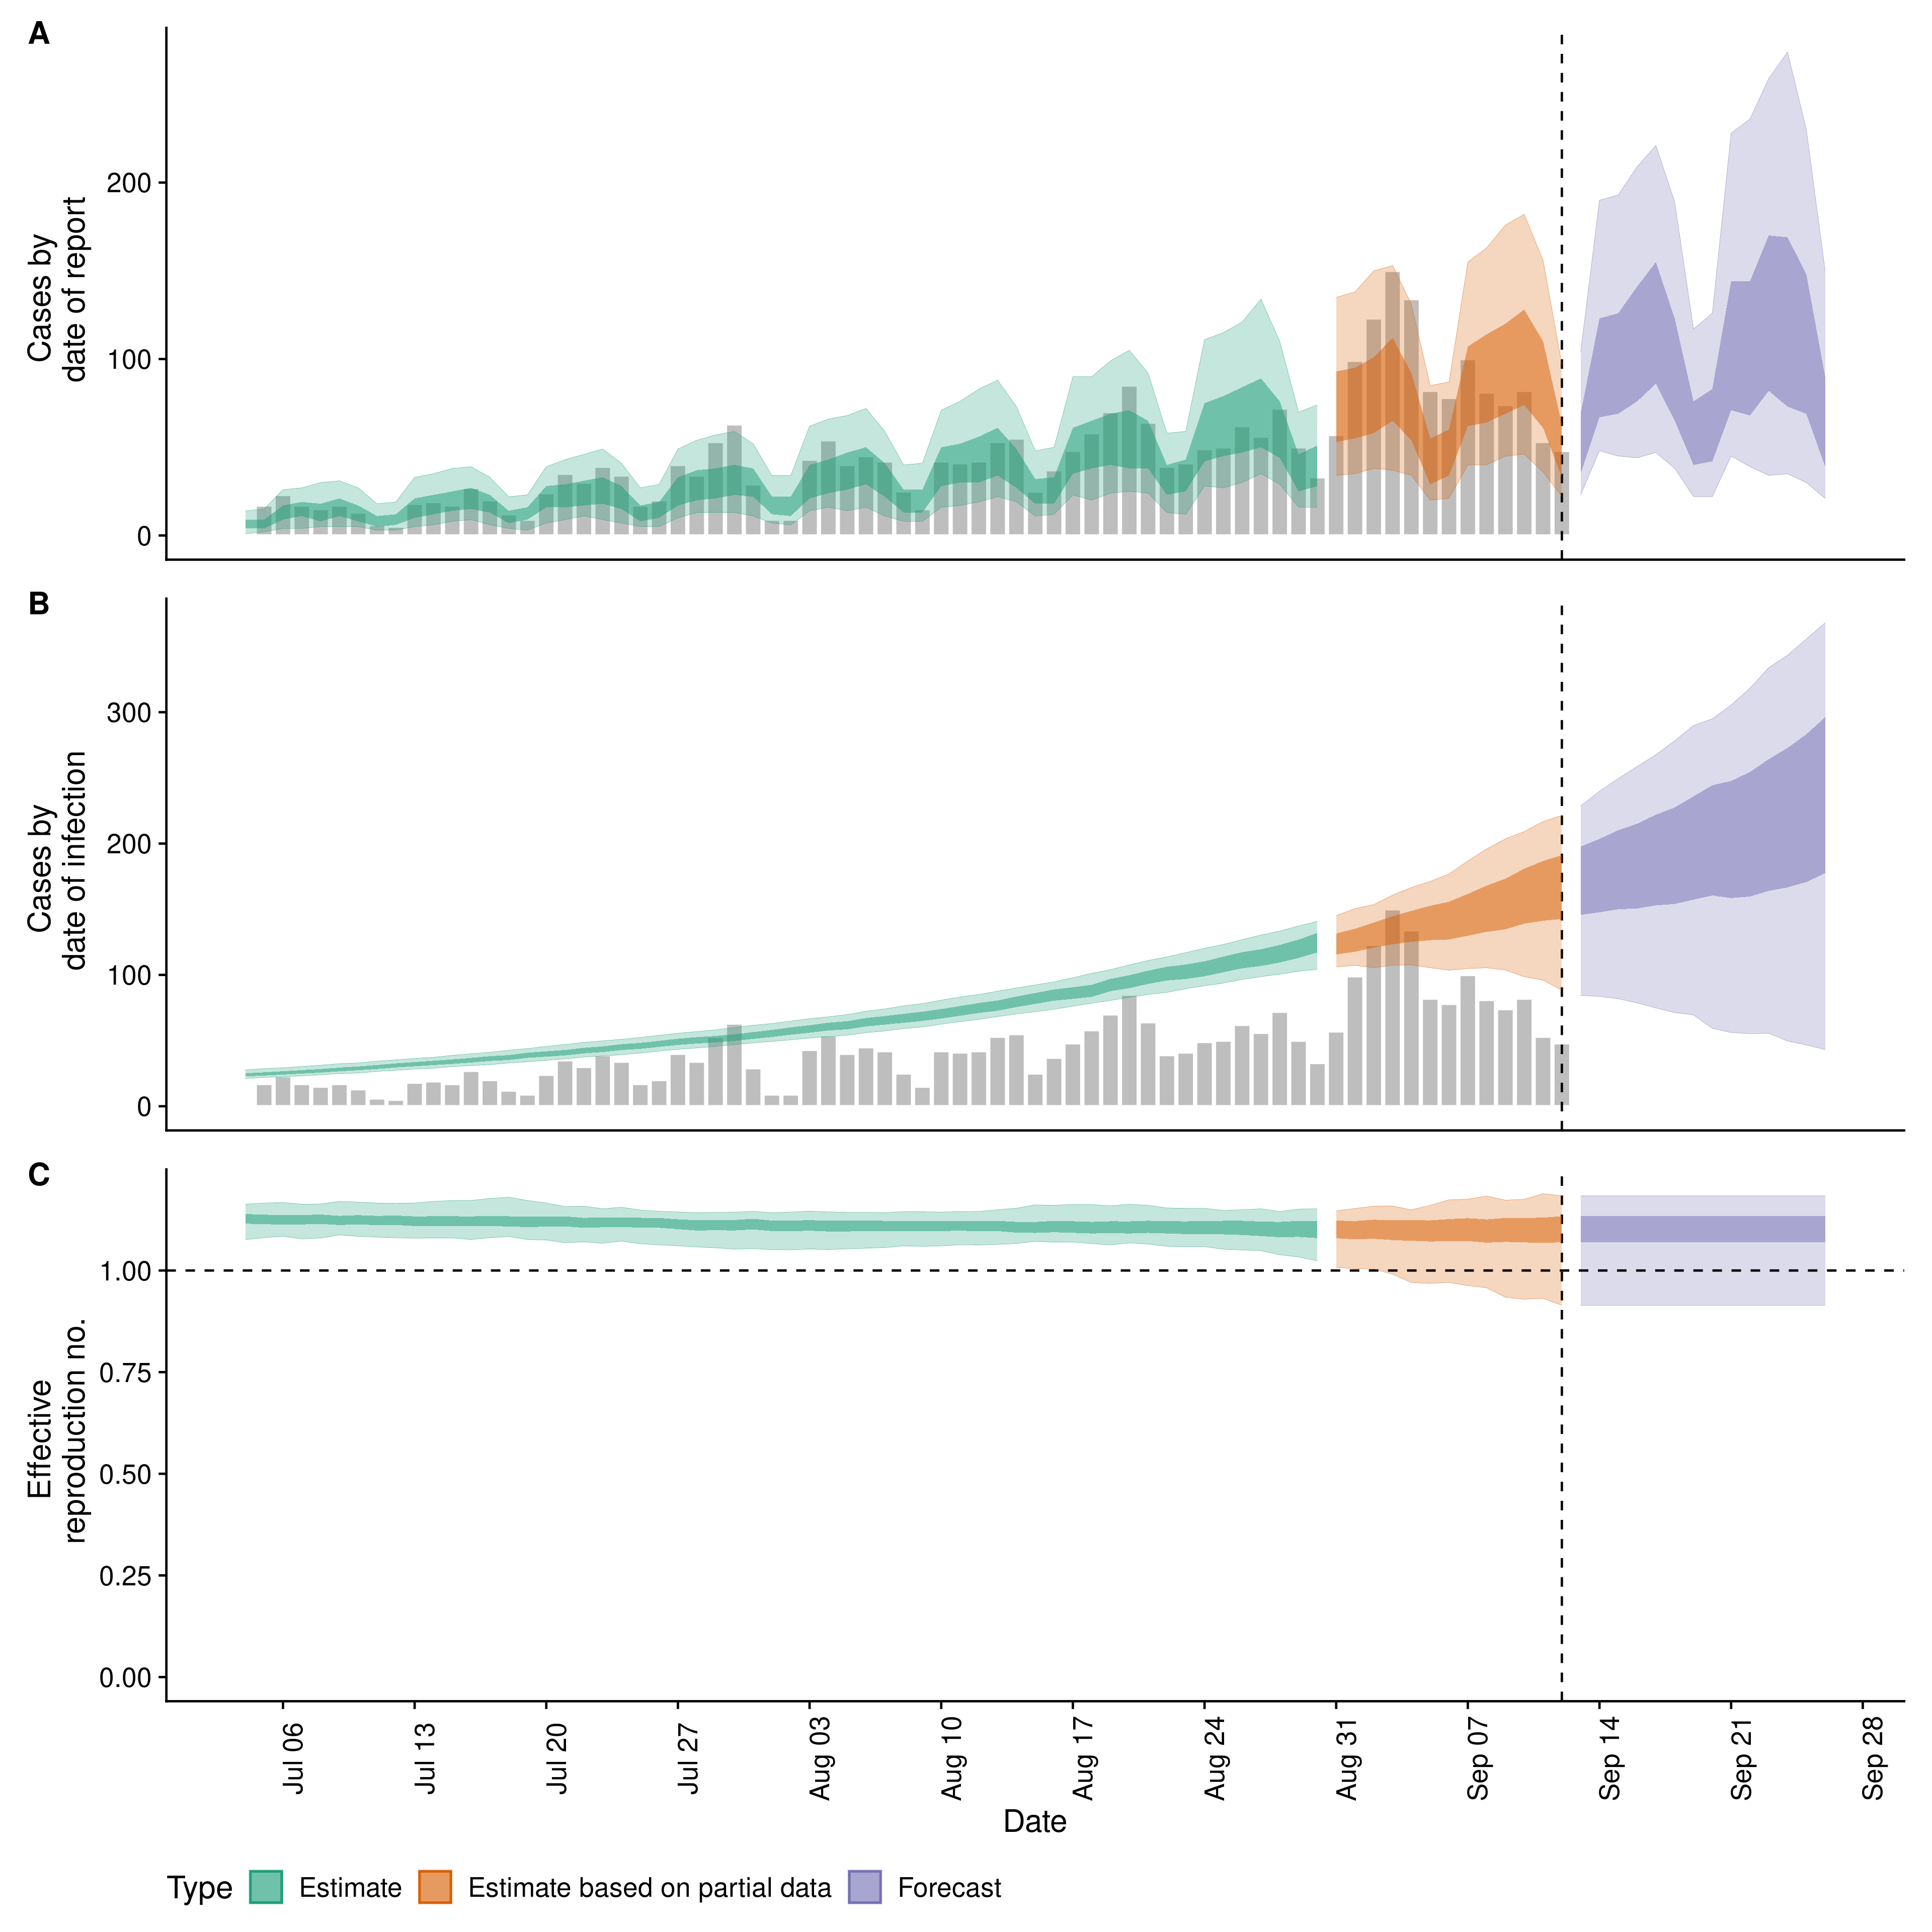 A
Cases by
date of report
200
100
0
B
Cases by
date of infection
300
200
100
0
C
Effective
reproduction no.
1.00
0.75
0.50
0.25
0.00
Jul 06
Jul 13
Jul 20
Jul 27
Aug 03
Aug 10
Aug 17
Aug 24
Aug 31
Sep 07
Sep 14
Sep 21
Sep 28
Date
Type Estimate Estimate based on partial data Forecast